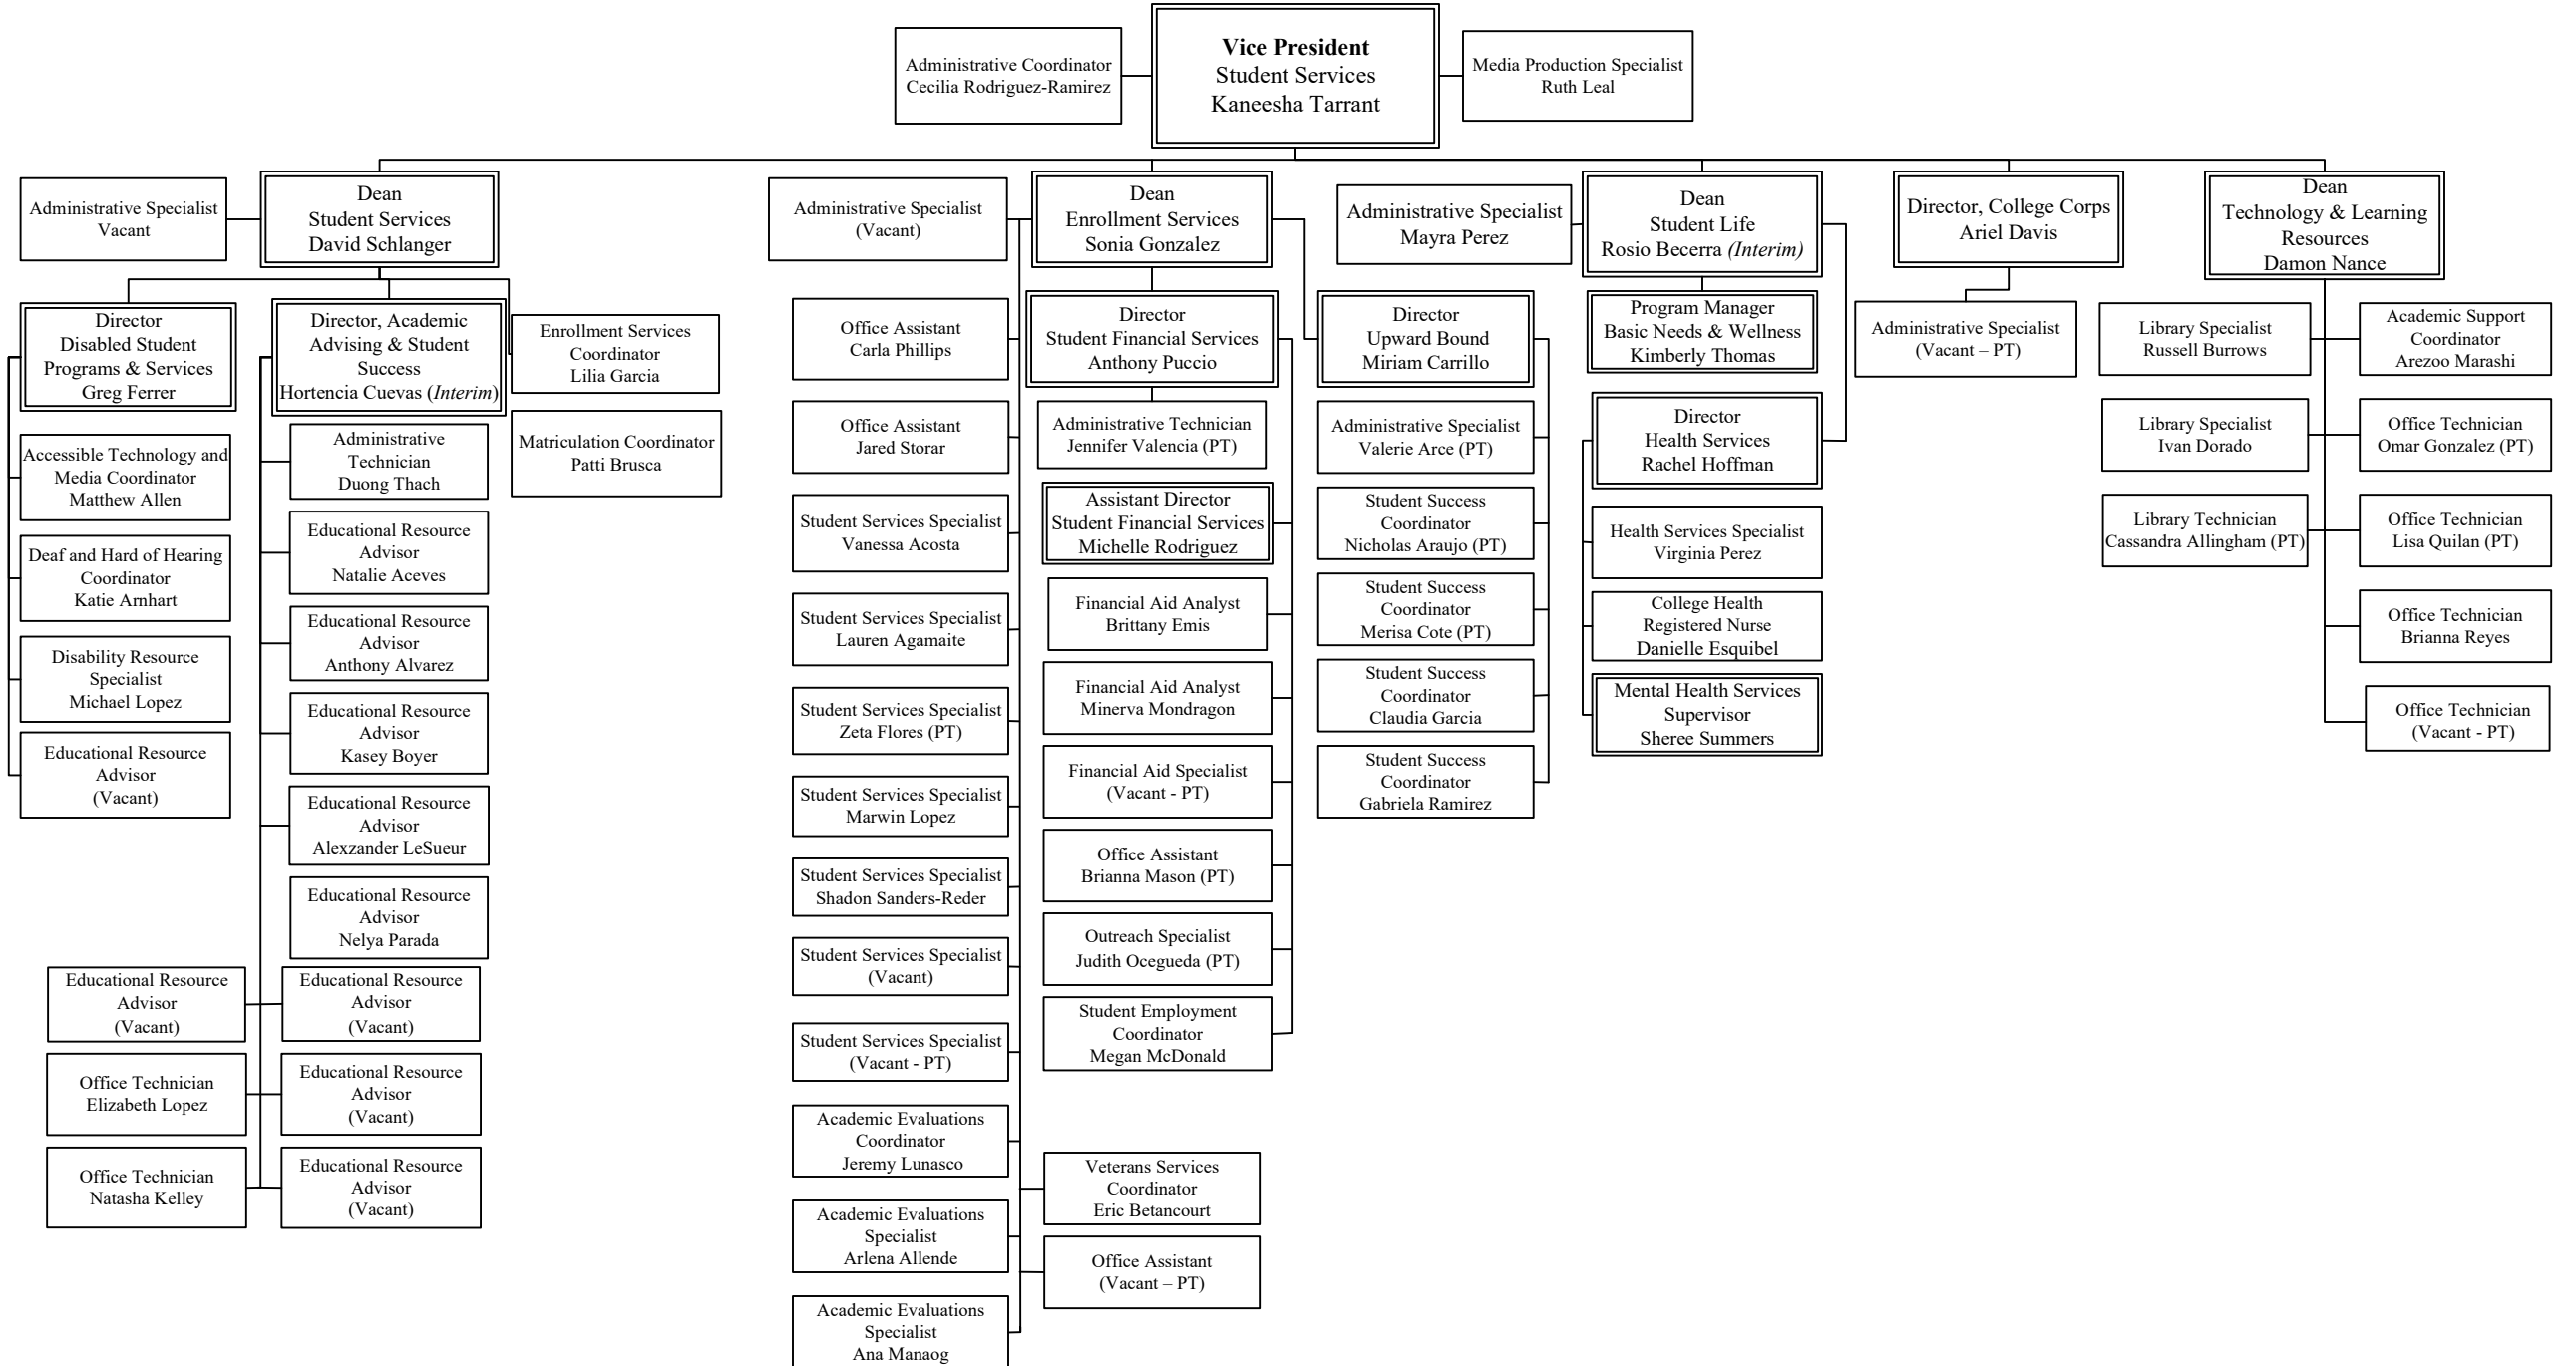 Vice President
Student Services
Kaneesha Tarrant
Administrative Coordinator
Cecilia Rodriguez-Ramirez
Media Production Specialist
Ruth Leal
Administrative Specialist
Vacant
Dean
Student Services
David Schlanger
Director
Disabled Student
Programs & Services
Greg Ferrer
Accessible Technology and
Media Coordinator
Matthew Allen
Deaf and Hard of Hearing
Coordinator
Katie Arnhart
Disability Resource
Specialist
Michael Lopez
Educational Resource
Advisor
(Vacant)
Director, Academic
Advising & Student
Success
Hortencia Cuevas (Interim)
Administrative
Technician
Duong Thach
Educational Resource
Advisor
Natalie Aceves
Educational Resource
Advisor
Anthony Alvarez
Educational Resource
Advisor
Kasey Boyer
Educational Resource
Advisor
Alexzander LeSueur
Educational Resource
Advisor
Nelya Parada
Educational Resource
Advisor
(Vacant)
Educational Resource
Advisor
(Vacant)
Office Technician
Elizabeth Lopez
Educational Resource
Advisor
(Vacant)
Office Technician
Natasha Kelley
Educational Resource
Advisor
(Vacant)
Enrollment Services
Coordinator
Lilia Garcia
Matriculation Coordinator
Patti Brusca
Administrative Specialist
(Vacant)
Dean
Enrollment Services
Sonia Gonzalez
Office Assistant
Carla Phillips
Office Assistant
Jared Storar
Student Services Specialist
Vanessa Acosta
Student Services Specialist
Lauren Agamaite
Student Services Specialist
Zeta Flores (PT)
Student Services Specialist
Marwin Lopez
Student Services Specialist
Shadon Sanders-Reder
Student Services Specialist
(Vacant)
Student Services Specialist
(Vacant - PT)
Academic Evaluations
Coordinator
Jeremy Lunasco
Academic Evaluations
Specialist
Arlena Allende
Academic Evaluations
Specialist
Ana Manaog
Director
Student Financial Services
Anthony Puccio
Administrative Technician
Jennifer Valencia (PT)
Assistant Director
Student Financial Services
Michelle Rodriguez
Financial Aid Analyst
Brittany Emis
Financial Aid Analyst
Minerva Mondragon
Financial Aid Specialist
(Vacant - PT)
Office Assistant
Brianna Mason (PT)
Outreach Specialist
Judith Ocegueda (PT)
Student Employment
Coordinator
Megan McDonald
Veterans Services
Coordinator
Eric Betancourt
Office Assistant
(Vacant – PT)
Director
Upward Bound
Miriam Carrillo
Administrative Specialist
Valerie Arce (PT)
Student Success
Coordinator
Nicholas Araujo (PT)
Student Success
Coordinator
Merisa Cote (PT)
Student Success
Coordinator
Claudia Garcia
Student Success
Coordinator
Gabriela Ramirez
Administrative Specialist
Mayra Perez
Dean
Student Life
Rosio Becerra (Interim)
Program Manager
Basic Needs & Wellness
Kimberly Thomas
Director
Health Services
Rachel Hoffman
Health Services Specialist
Virginia Perez
College Health
Registered Nurse
Danielle Esquibel
Mental Health Services
Supervisor
Sheree Summers
Director, College Corps
Ariel Davis
Administrative Specialist
(Vacant – PT)
Dean
Technology & Learning
Resources
Damon Nance
Library Specialist
Russell Burrows
Academic Support
Coordinator
Arezoo Marashi
Library Specialist
Ivan Dorado
Office Technician
Omar Gonzalez (PT)
Library Technician
Cassandra Allingham (PT)
Office Technician
Lisa Quilan (PT)
Office Technician
Brianna Reyes
Office Technician
(Vacant - PT)